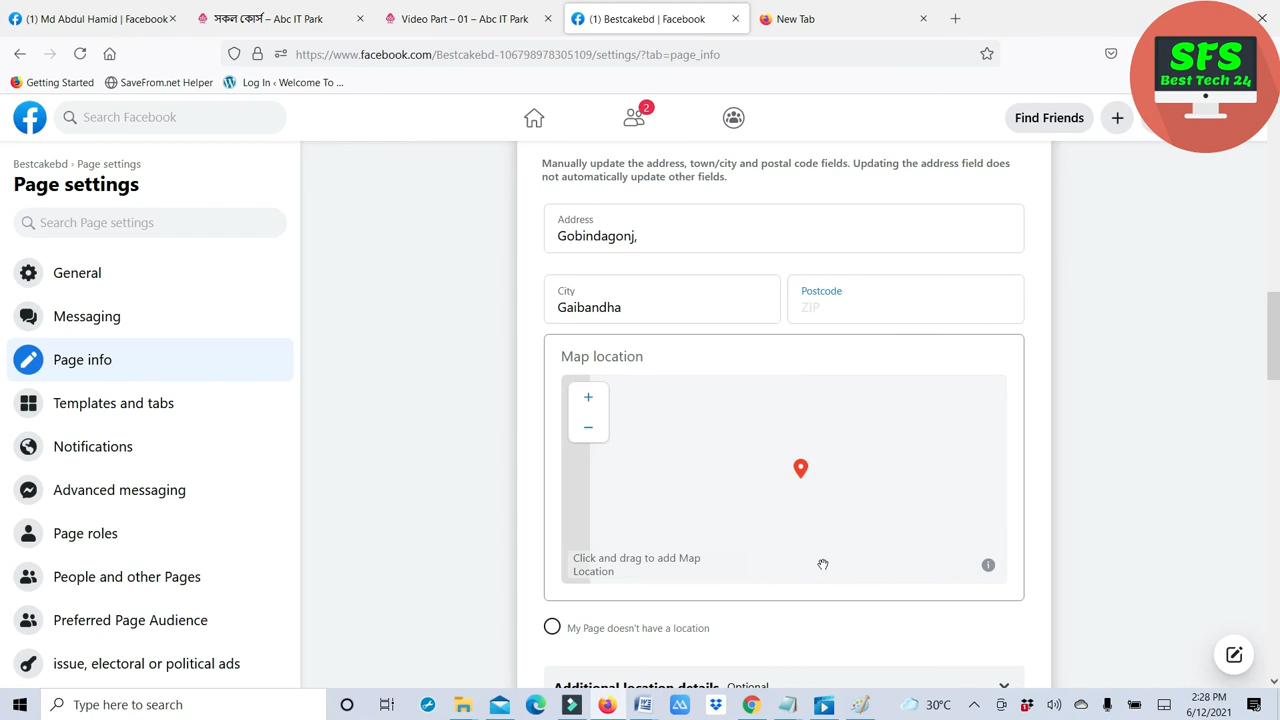 (1) Md Abdul Hamid | Facebook
সকল কোর্স – Abc IT Park
Video Part – 01 – Abc IT Park
(1) Bestcakebd | Facebook
New Tab
https://www.facebook.com/Bestcakebd-167998978305109/settings/?tab=page_info
Getting Started
SaveFrom.net Helper
Log In ‹ Welcome To ...
SFS
Best Tech 24
Search Facebook
2
Find Friends
Bestcakebd › Page settings
Page settings
Search Page settings
General
Messaging
Page info
Templates and tabs
Notifications
Advanced messaging
Page roles
People and other Pages
Preferred Page Audience
issue, electoral or political ads
Manually update the address, town/city and postal code fields. Updating the address field does
not automatically update other fields.
Address
Gobindagonj,
City
Gaibandha
Postcode
ZIP
Map location
Click and drag to add Map
Location
My Page doesn't have a location
Additional location details Optional
Type here to search
30°C
2:28 PM
6/12/2021